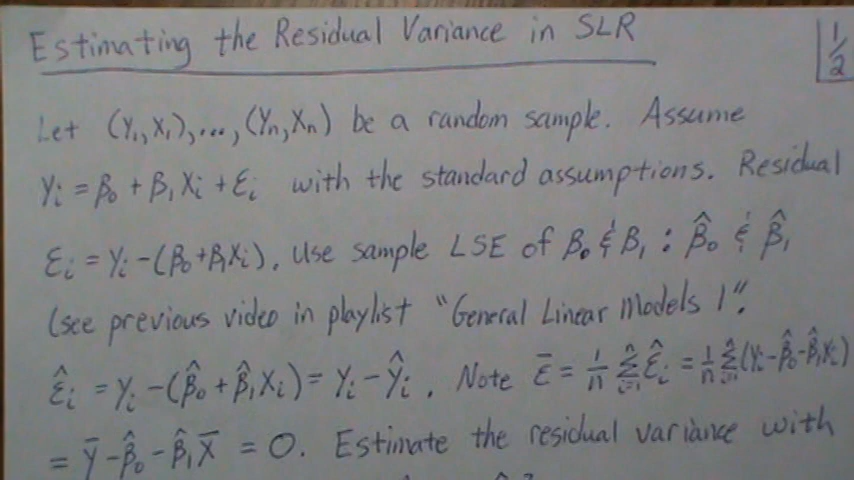 Estimating the Residual Variance in SLR
1/2
Let (Y₁,X₁),...,(Yₙ,Xₙ) be a random sample. Assume
Yᵢ = β₀ + β₁Xᵢ + εᵢ with the standard assumptions. Residual
εᵢ = Yᵢ - (β₀+β₁Xᵢ). Use sample LSE of β₀ & β₁ : β̂₀ & β̂₁
(see previous video in playlist "General Linear Models 1".
ε̂ᵢ = Yᵢ - (β̂₀ + β̂₁Xᵢ) = Yᵢ - Ŷᵢ. Note ε̄ = 1/n Σⁿᵢ₌₁ ε̂ᵢ = 1/n Σⁿᵢ₌₁ (Yᵢ - β̂₀ - β̂₁Xᵢ)
= Ȳ - β̂₀ - β̂₁X̄ = 0. Estimate the residual variance with